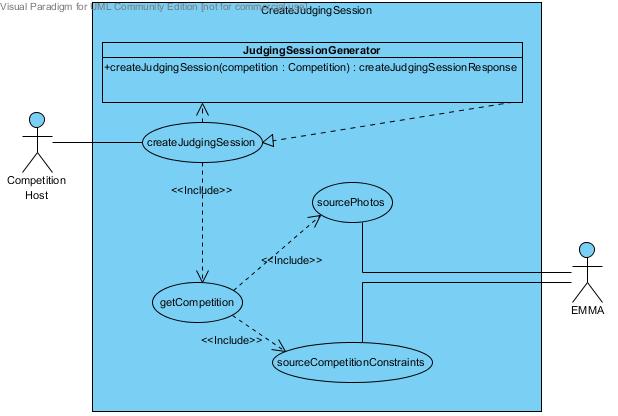 Visual Paradigm for UML Community Edition [not for commercial use]
CreateJudgingSession
JudgingSessionGenerator
+createJudgingSession(competition : Competition) : createJudgingSessionResponse
createJudgingSession
Competition
Host
<<Include>>
sourcePhotos
<<Include>>
getCompetition
EMMA
<<Include>>
sourceCompetitionConstraints